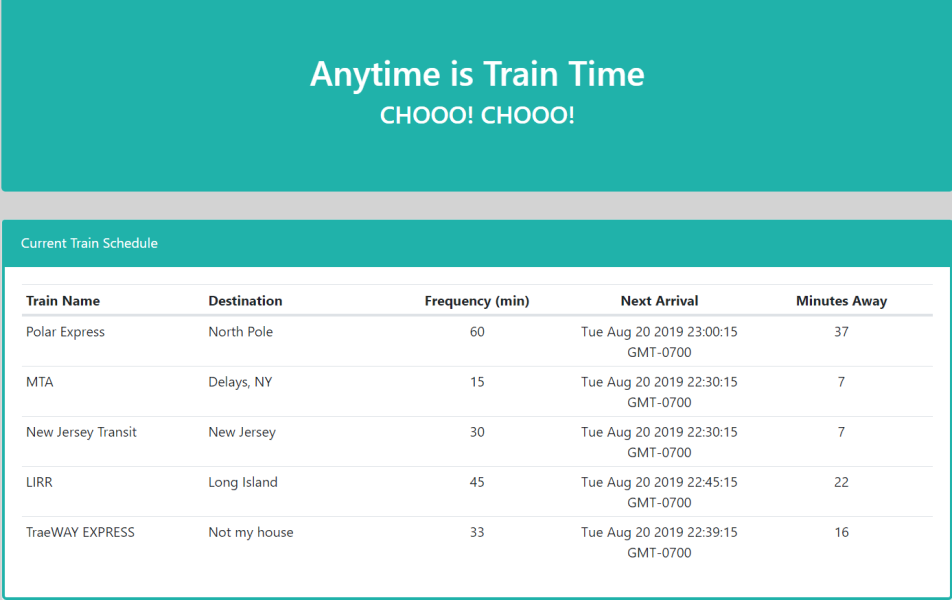 Anytime is Train Time
CHOOO! CHOOO!
Current Train Schedule
Train Name Destination Frequency (min) Next Arrival Minutes Away
Polar Express North Pole 60 Tue Aug 20 2019 23:00:15 37
GMT-0700
MTA Delays, NY 15 Tue Aug 20 2019 22:30:15 7
GMT-0700
New Jersey Transit New Jersey 30 Tue Aug 20 2019 22:30:15 7
GMT-0700
LIRR Long Island 45 Tue Aug 20 2019 22:45:15 22
GMT-0700
TraeWAY EXPRESS Not my house 33 Tue Aug 20 2019 22:39:15 16
GMT-0700